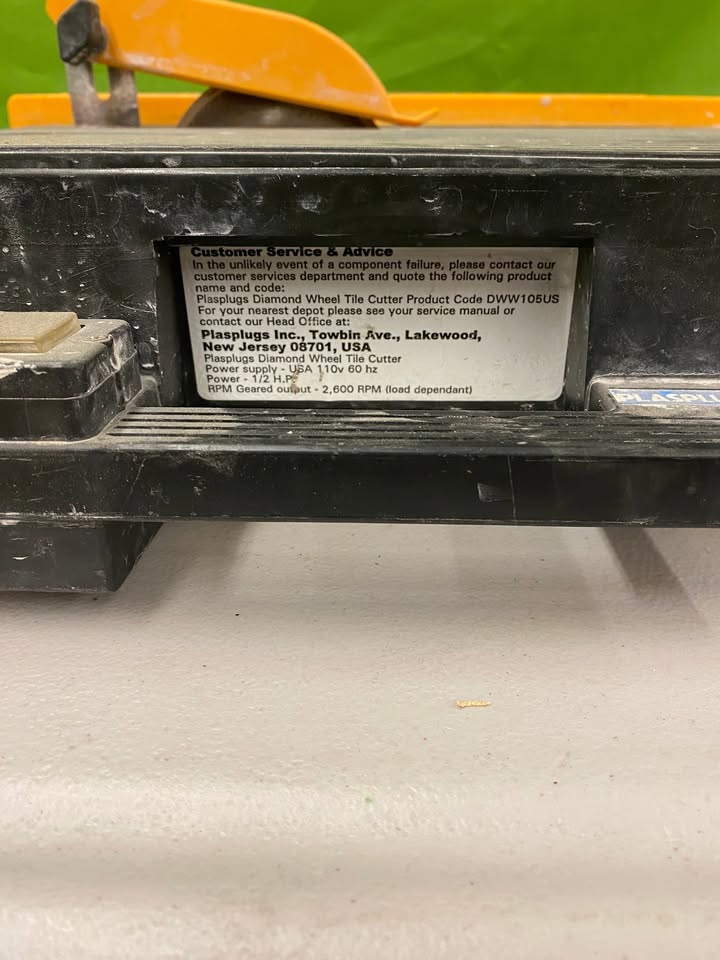 Customer Service & Advice
In the unlikely event of a component failure, please contact our
customer services department and quote the following product
name and code:
Plasplugs Diamond Wheel Tile Cutter Product Code DWW105US
For your nearest depot please see your service manual or
contact our Head Office at:
Plasplugs Inc., Towbin Ave., Lakewood,
New Jersey 08701, USA
Plasplugs Diamond Wheel Tile Cutter
Power supply - USA 110v 60 hz
Power - 1/2 H.P.
RPM Geared output - 2,600 RPM (load dependant)